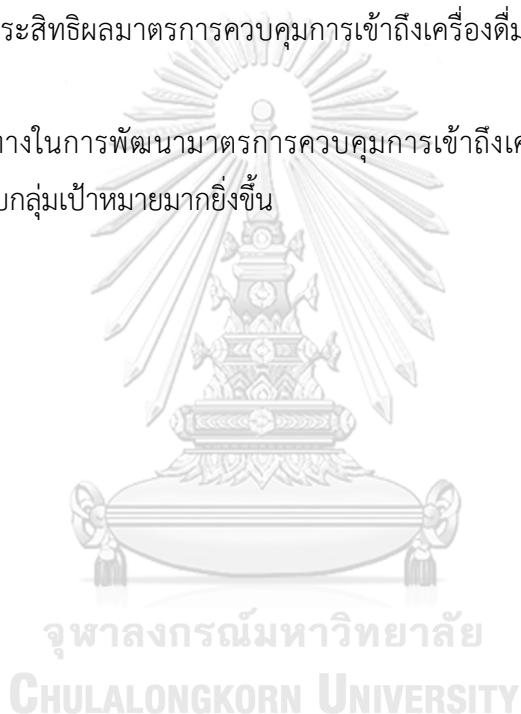 ระสิทธิผลมาตรการควบคุมการเข้าถึงเครื่องดื่ม
ทางในการพัฒนามาตรการควบคุมการเข้าถึงเค
บกลุ่มเป้าหมายมากยิ่งขึ้น
จุฬาลงกรณ์มหาวิทยาลัย
CHULALONGKORN UNIVERSITY